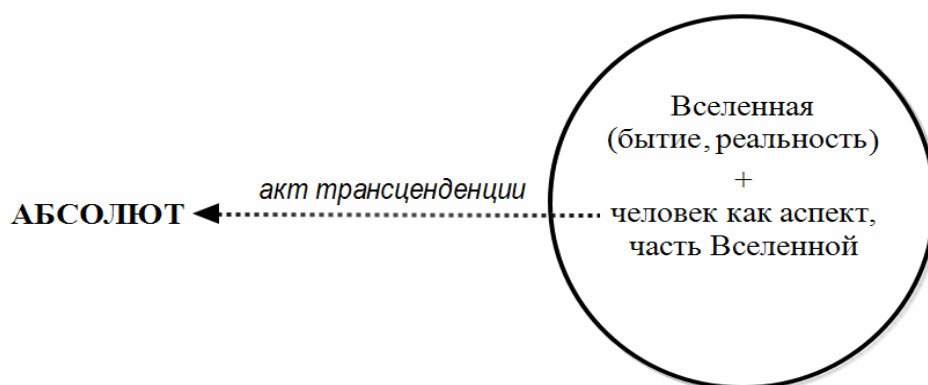 Вселенная
(бытие, реальность)
+
акт трансценденции
АБСОЛЮТ
человек как аспект,
часть Вселенной